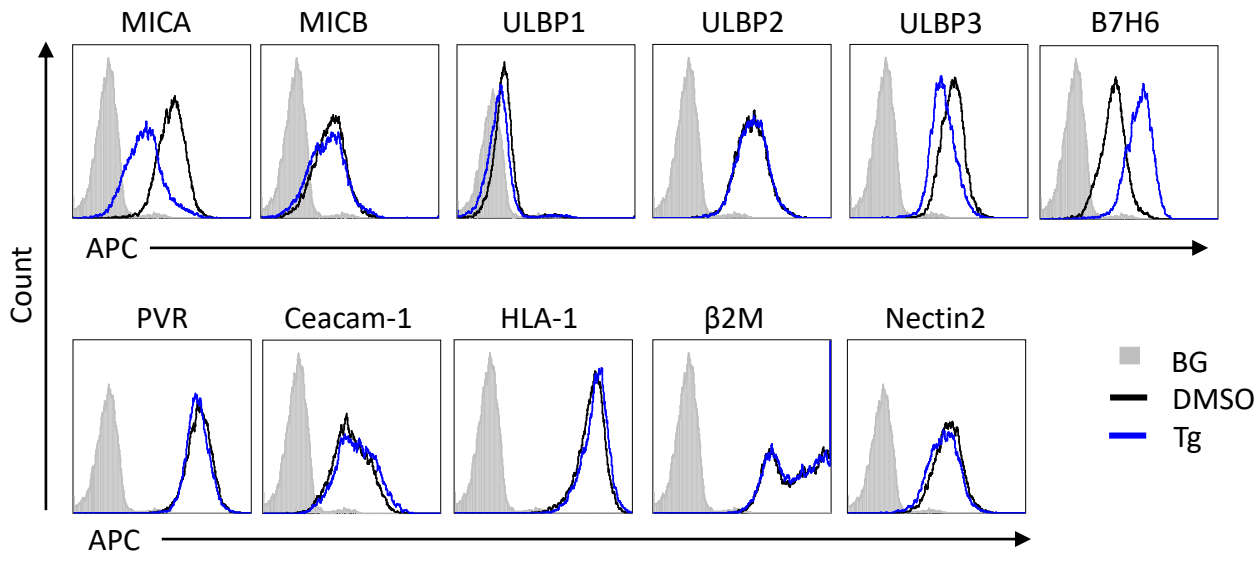 MICA MICB ULBP1 ULBP2 ULBP3 B7H6
APC
Count
PVR Ceacam-1 HLA-1 β2M Nectin2
BG
DMSO
Tg
APC